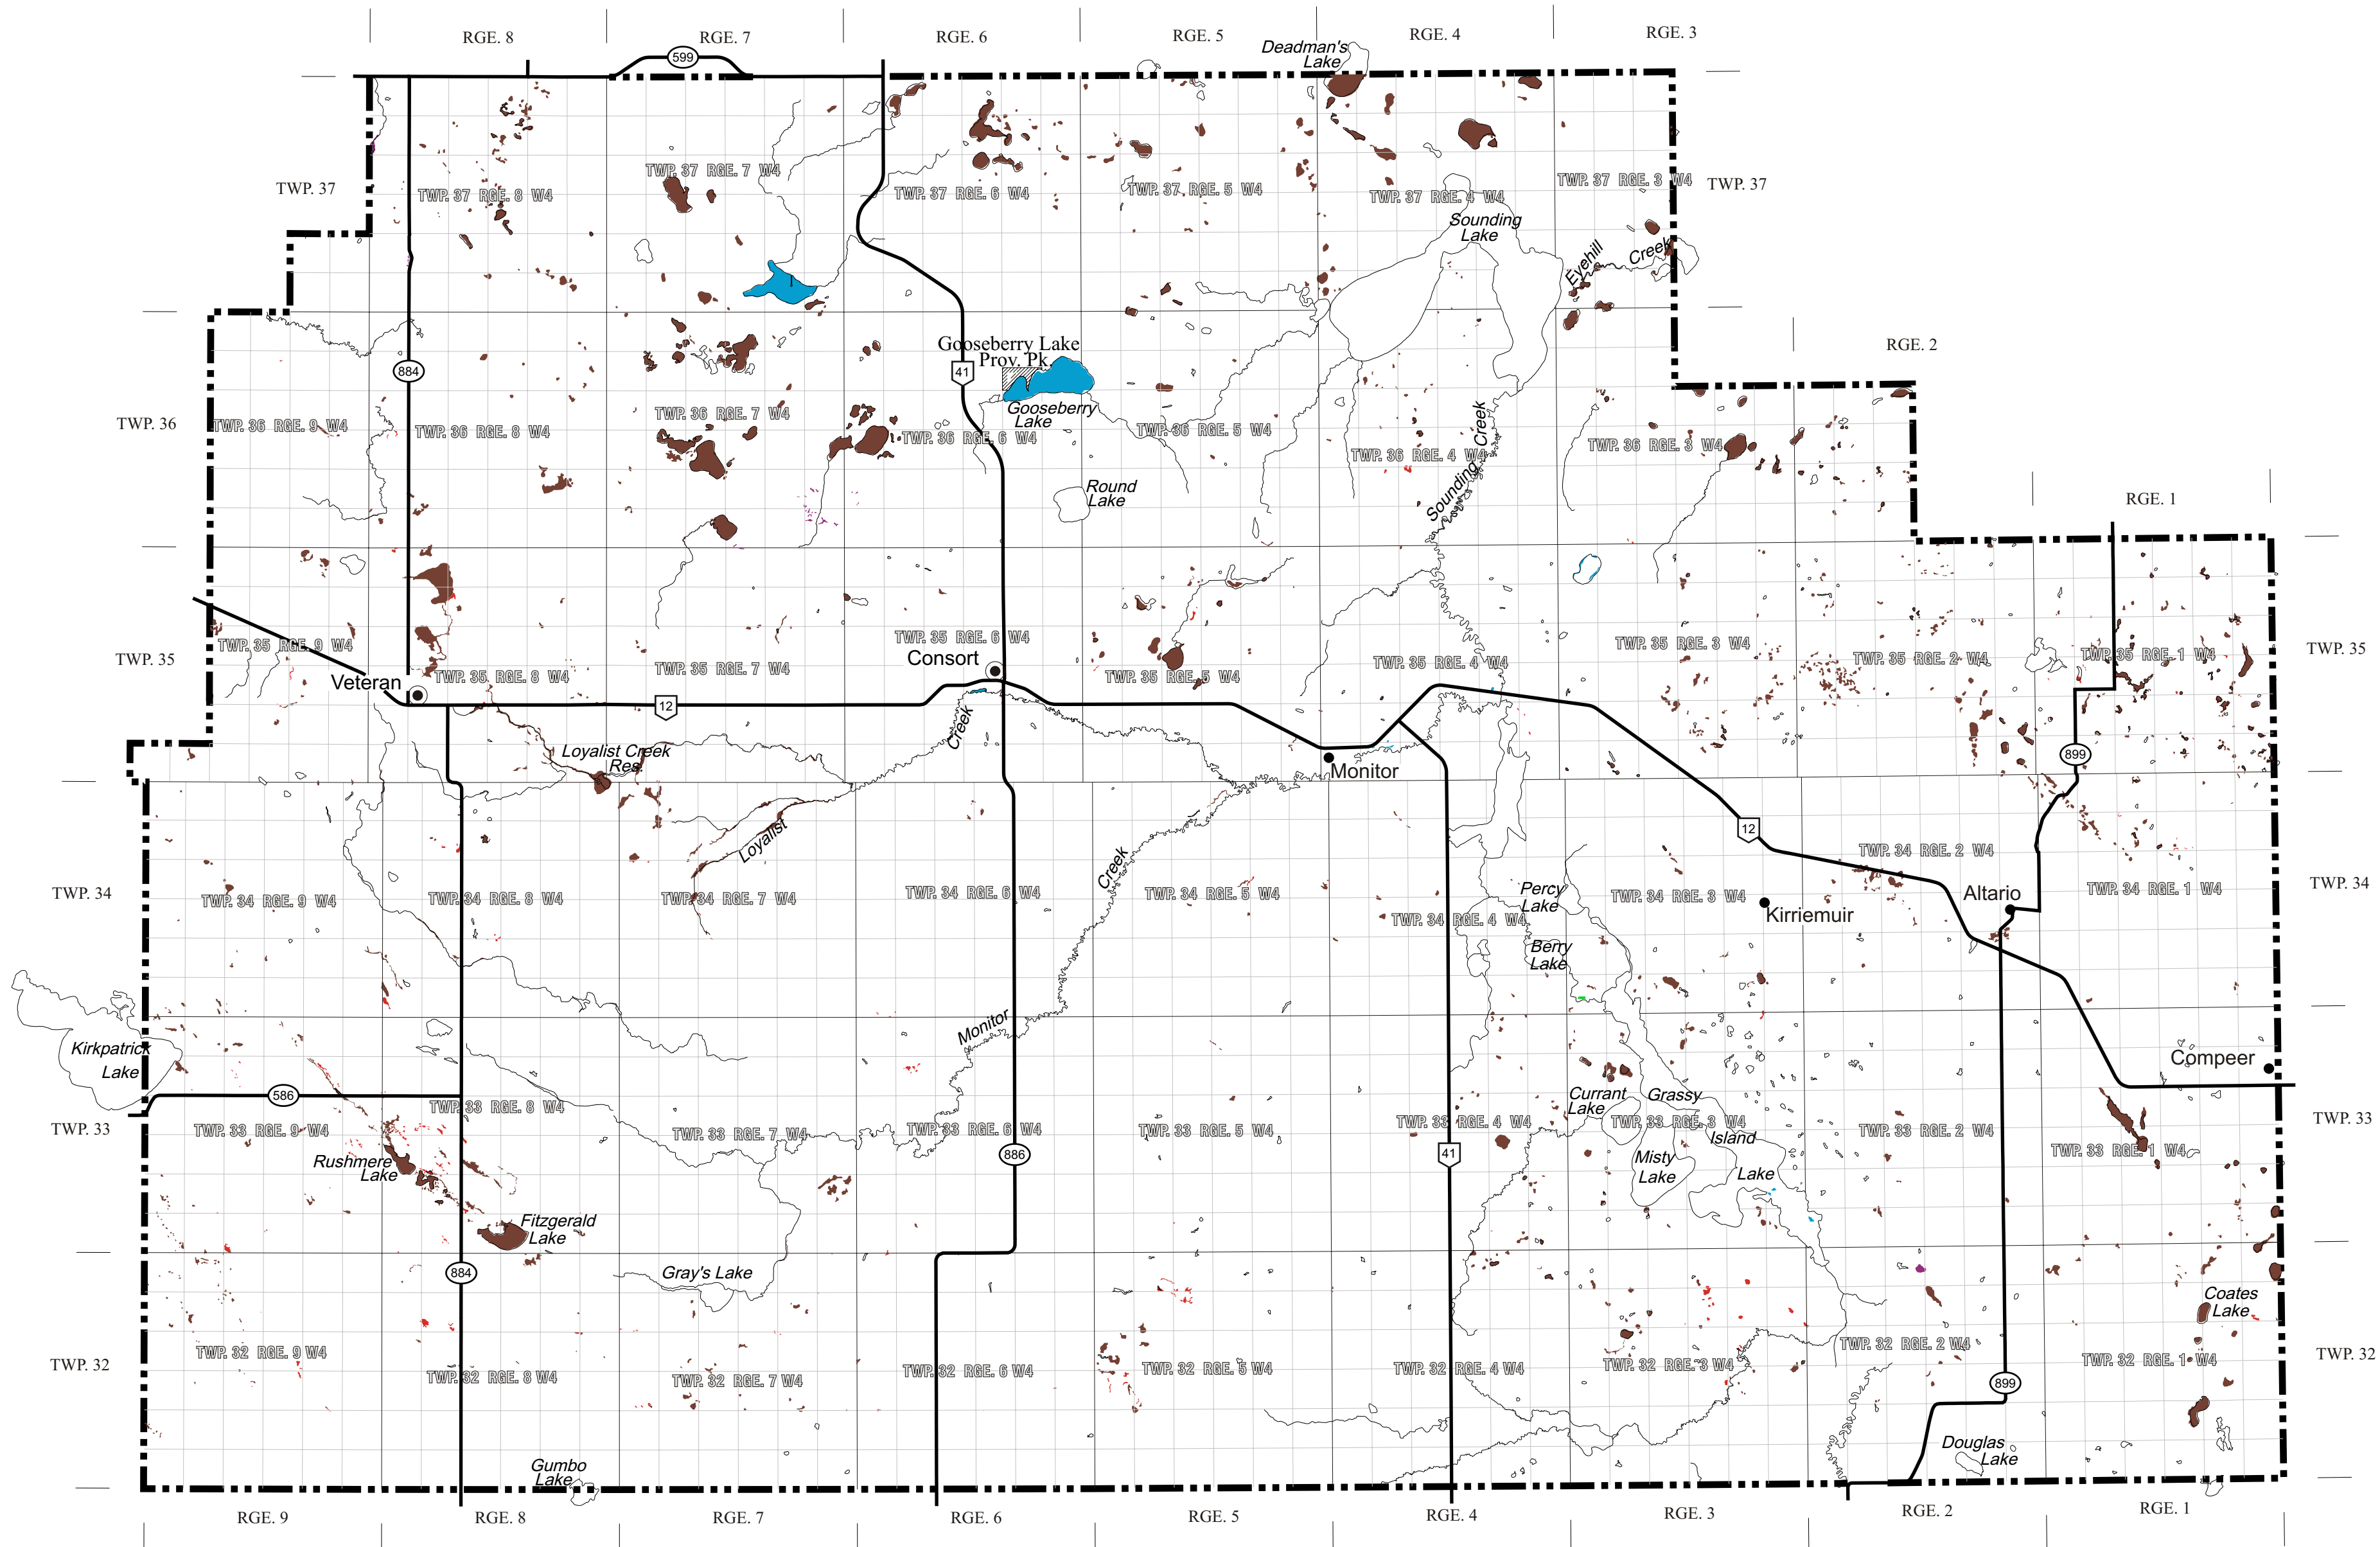 RGE. 8
RGE. 7
RGE. 6
RGE. 5
RGE. 4
RGE. 3
599
Deadman's
Lake
TWP. 37
TWP. 37 RGE. 8 W4
TWP. 37 RGE. 7 W4
TWP. 37 RGE. 6 W4
TWP. 37 RGE. 5 W4
TWP. 37 RGE. 4 W4
TWP. 37 RGE. 3 W4
TWP. 37
Sounding
Lake
Eyehill
Creek
RGE. 2
Gooseberry Lake
Prov. Pk.
884
41
Gooseberry
Lake
TWP. 36
TWP. 36 RGE. 9 W4
TWP. 36 RGE. 8 W4
TWP. 36 RGE. 7 W4
TWP. 36 RGE. 6 W4
TWP. 36 RGE. 5 W4
TWP. 36 RGE. 4 W4
TWP. 36 RGE. 3 W4
Sounding
Creek
Round
Lake
RGE. 1
TWP. 35
TWP. 35 RGE. 9 W4
TWP. 35 RGE. 8 W4
TWP. 35 RGE. 7 W4
TWP. 35 RGE. 6 W4
TWP. 35 RGE. 5 W4
TWP. 35 RGE. 4 W4
TWP. 35 RGE. 3 W4
TWP. 35 RGE. 2 W4
TWP. 35 RGE. 1 W4
TWP. 35
Consort
Veteran
12
Creek
Loyalist Creek
Res.
Monitor
899
12
Loyalist
Creek
TWP. 34
TWP. 34 RGE. 9 W4
TWP. 34 RGE. 8 W4
TWP. 34 RGE. 7 W4
TWP. 34 RGE. 6 W4
TWP. 34 RGE. 5 W4
TWP. 34 RGE. 4 W4
TWP. 34 RGE. 3 W4
TWP. 34 RGE. 2 W4
TWP. 34 RGE. 1 W4
TWP. 34
Percy
Lake
Kirriemuir
Altario
Berry
Lake
Monitor
Kirkpatrick
Lake
Compeer
586
Currant
Lake
Grassy
Island
Lake
TWP. 33
TWP. 33 RGE. 9 W4
TWP. 33 RGE. 8 W4
TWP. 33 RGE. 7 W4
TWP. 33 RGE. 6 W4
TWP. 33 RGE. 5 W4
TWP. 33 RGE. 4 W4
TWP. 33 RGE. 3 W4
TWP. 33 RGE. 2 W4
TWP. 33 RGE. 1 W4
TWP. 33
886
41
Rushmere
Lake
Misty
Lake
Fitzgerald
Lake
884
Gray's Lake
Coates
Lake
TWP. 32
TWP. 32 RGE. 9 W4
TWP. 32 RGE. 8 W4
TWP. 32 RGE. 7 W4
TWP. 32 RGE. 6 W4
TWP. 32 RGE. 5 W4
TWP. 32 RGE. 4 W4
TWP. 32 RGE. 3 W4
TWP. 32 RGE. 2 W4
TWP. 32 RGE. 1 W4
TWP. 32
899
Gumbo
Lake
Douglas
Lake
RGE. 9
RGE. 8
RGE. 7
RGE. 6
RGE. 5
RGE. 4
RGE. 3
RGE. 2
RGE. 1